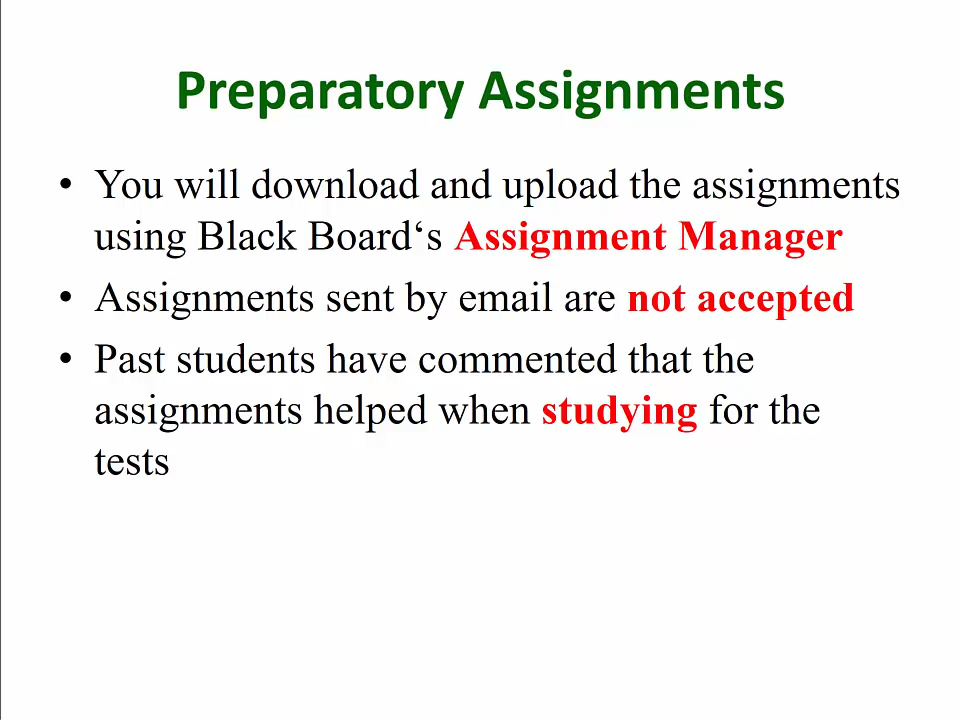 Preparatory Assignments
• You will download and upload the assignments
using Black Board‘s Assignment Manager
• Assignments sent by email are not accepted
• Past students have commented that the
assignments helped when studying for the
tests